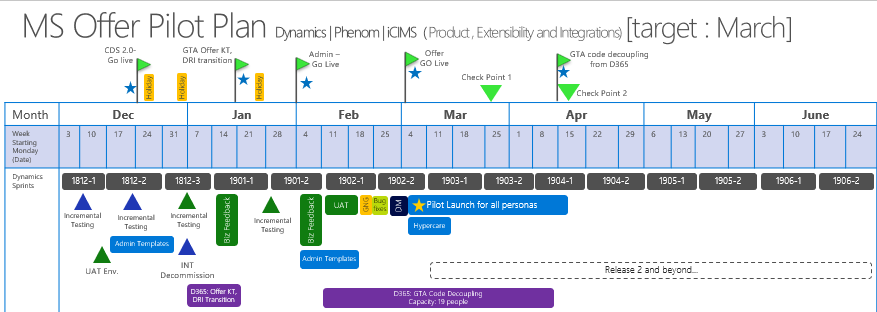 MS Offer Pilot Plan Dynamics | Phenom | iCIMS ( Product, Extensibility and Integrations) [target : March]
CDS 2.0-
Go live
GTA Offer KT,
DRI transition
Admin –
Go Live
Offer
GO Live
GTA code decoupling
from D365
Check Point 1
Check Point 2
Holiday
Holiday
Holiday
Month Dec Jan Feb Mar Apr May June
Week
Starting
Monday
(Date)
3 10 17 24 31 7 14 21 28 4 11 18 25 4 11 18 25 1 8 15 22 29 6 13 20 27 3 10 17 24
Dynamics
Sprints
1812-1 1812-2 1812-3 1901-1 1901-2 1902-1 1902-2 1903-1 1903-2 1904-1 1904-2 1905-1 1905-2 1906-1 1906-2
Incremental
Testing
Incremental
Testing
Incremental
Testing
Biz Feedback
Incremental
Testing
Biz Feedback
UAT
GNG
Bug
fixes
DM
Pilot Launch for all personas
Hypercare
Admin Templates
UAT Env.
INT
Decommission
Admin Templates
Release 2 and beyond...
D365: Offer KT,
DRI Transition
D365: GTA Code Decoupling
Capacity: 19 people